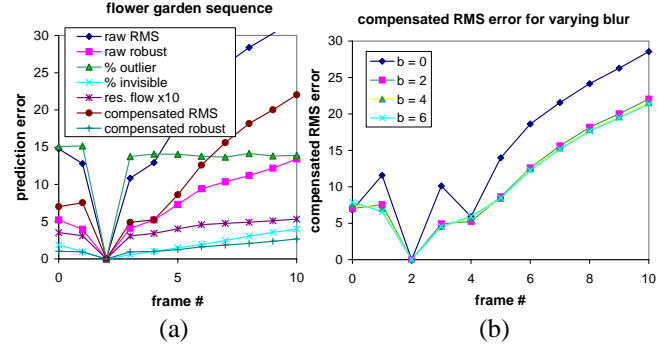 flower garden sequence
30
25
20
15
10
5
0
prediction error
raw RMS
raw robust
% outlier
% invisible
res. flow x10
compensated RMS
compensated robust
0 5 10
frame #
(a)
compensated RMS error for varying blur
30
25
20
15
10
5
0
compensated RMS error
b = 0
b = 2
b = 4
b = 6
0 2 4 6 8 10
frame #
(b)